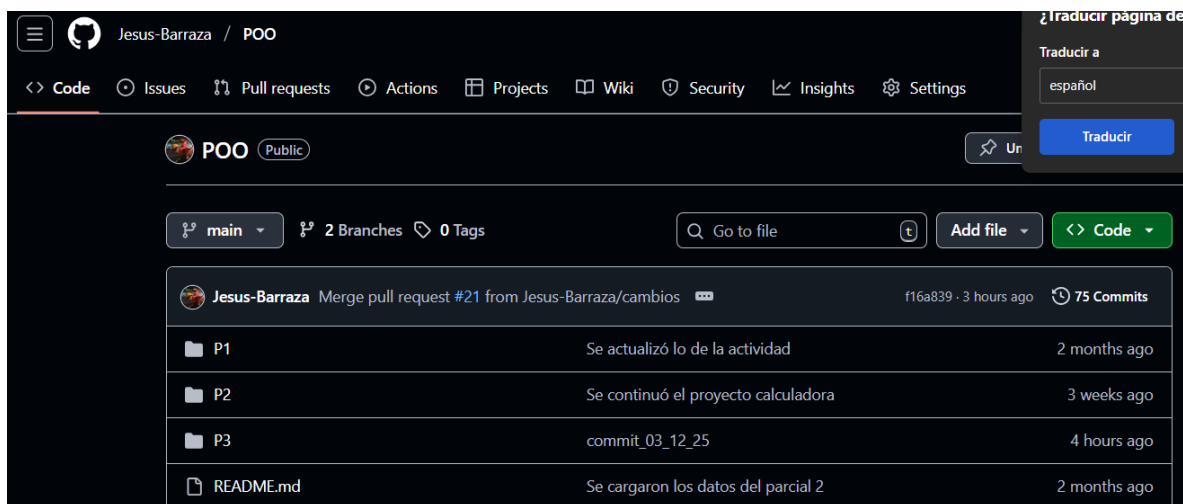 Jesus-Barraza / POO
¿Traducir página de
Traducir a
español
Traducir
Code Issues Pull requests Actions Projects Wiki Security Insights Settings
POO Public
Un
main 2 Branches 0 Tags Go to file t Add file Code
Jesus-Barraza Merge pull request #21 from Jesus-Barraza/cambios f16a839 · 3 hours ago 75 Commits
P1 Se actualizó lo de la actividad 2 months ago
P2 Se continuó el proyecto calculadora 3 weeks ago
P3 commit_03_12_25 4 hours ago
README.md Se cargaron los datos del parcial 2 2 months ago